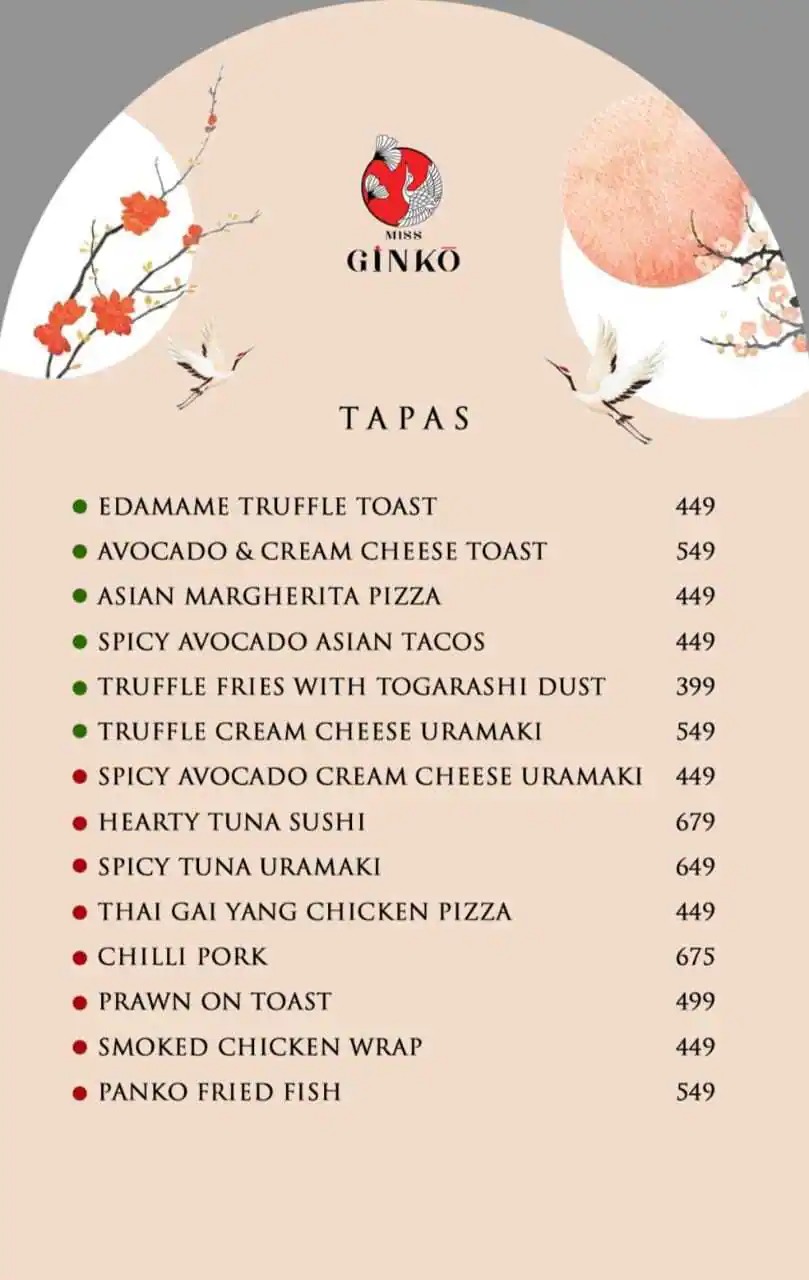 MISS
GINKŌ
TAPAS
EDAMAME TRUFFLE TOAST 449
AVOCADO & CREAM CHEESE TOAST 549
ASIAN MARGHERITA PIZZA 449
SPICY AVOCADO ASIAN TACOS 449
TRUFFLE FRIES WITH TOGARASHI DUST 399
TRUFFLE CREAM CHEESE URAMAKI 549
SPICY AVOCADO CREAM CHEESE URAMAKI 449
HEARTY TUNA SUSHI 679
SPICY TUNA URAMAKI 649
THAI GAI YANG CHICKEN PIZZA 449
CHILLI PORK 675
PRAWN ON TOAST 499
SMOKED CHICKEN WRAP 449
PANKO FRIED FISH 549